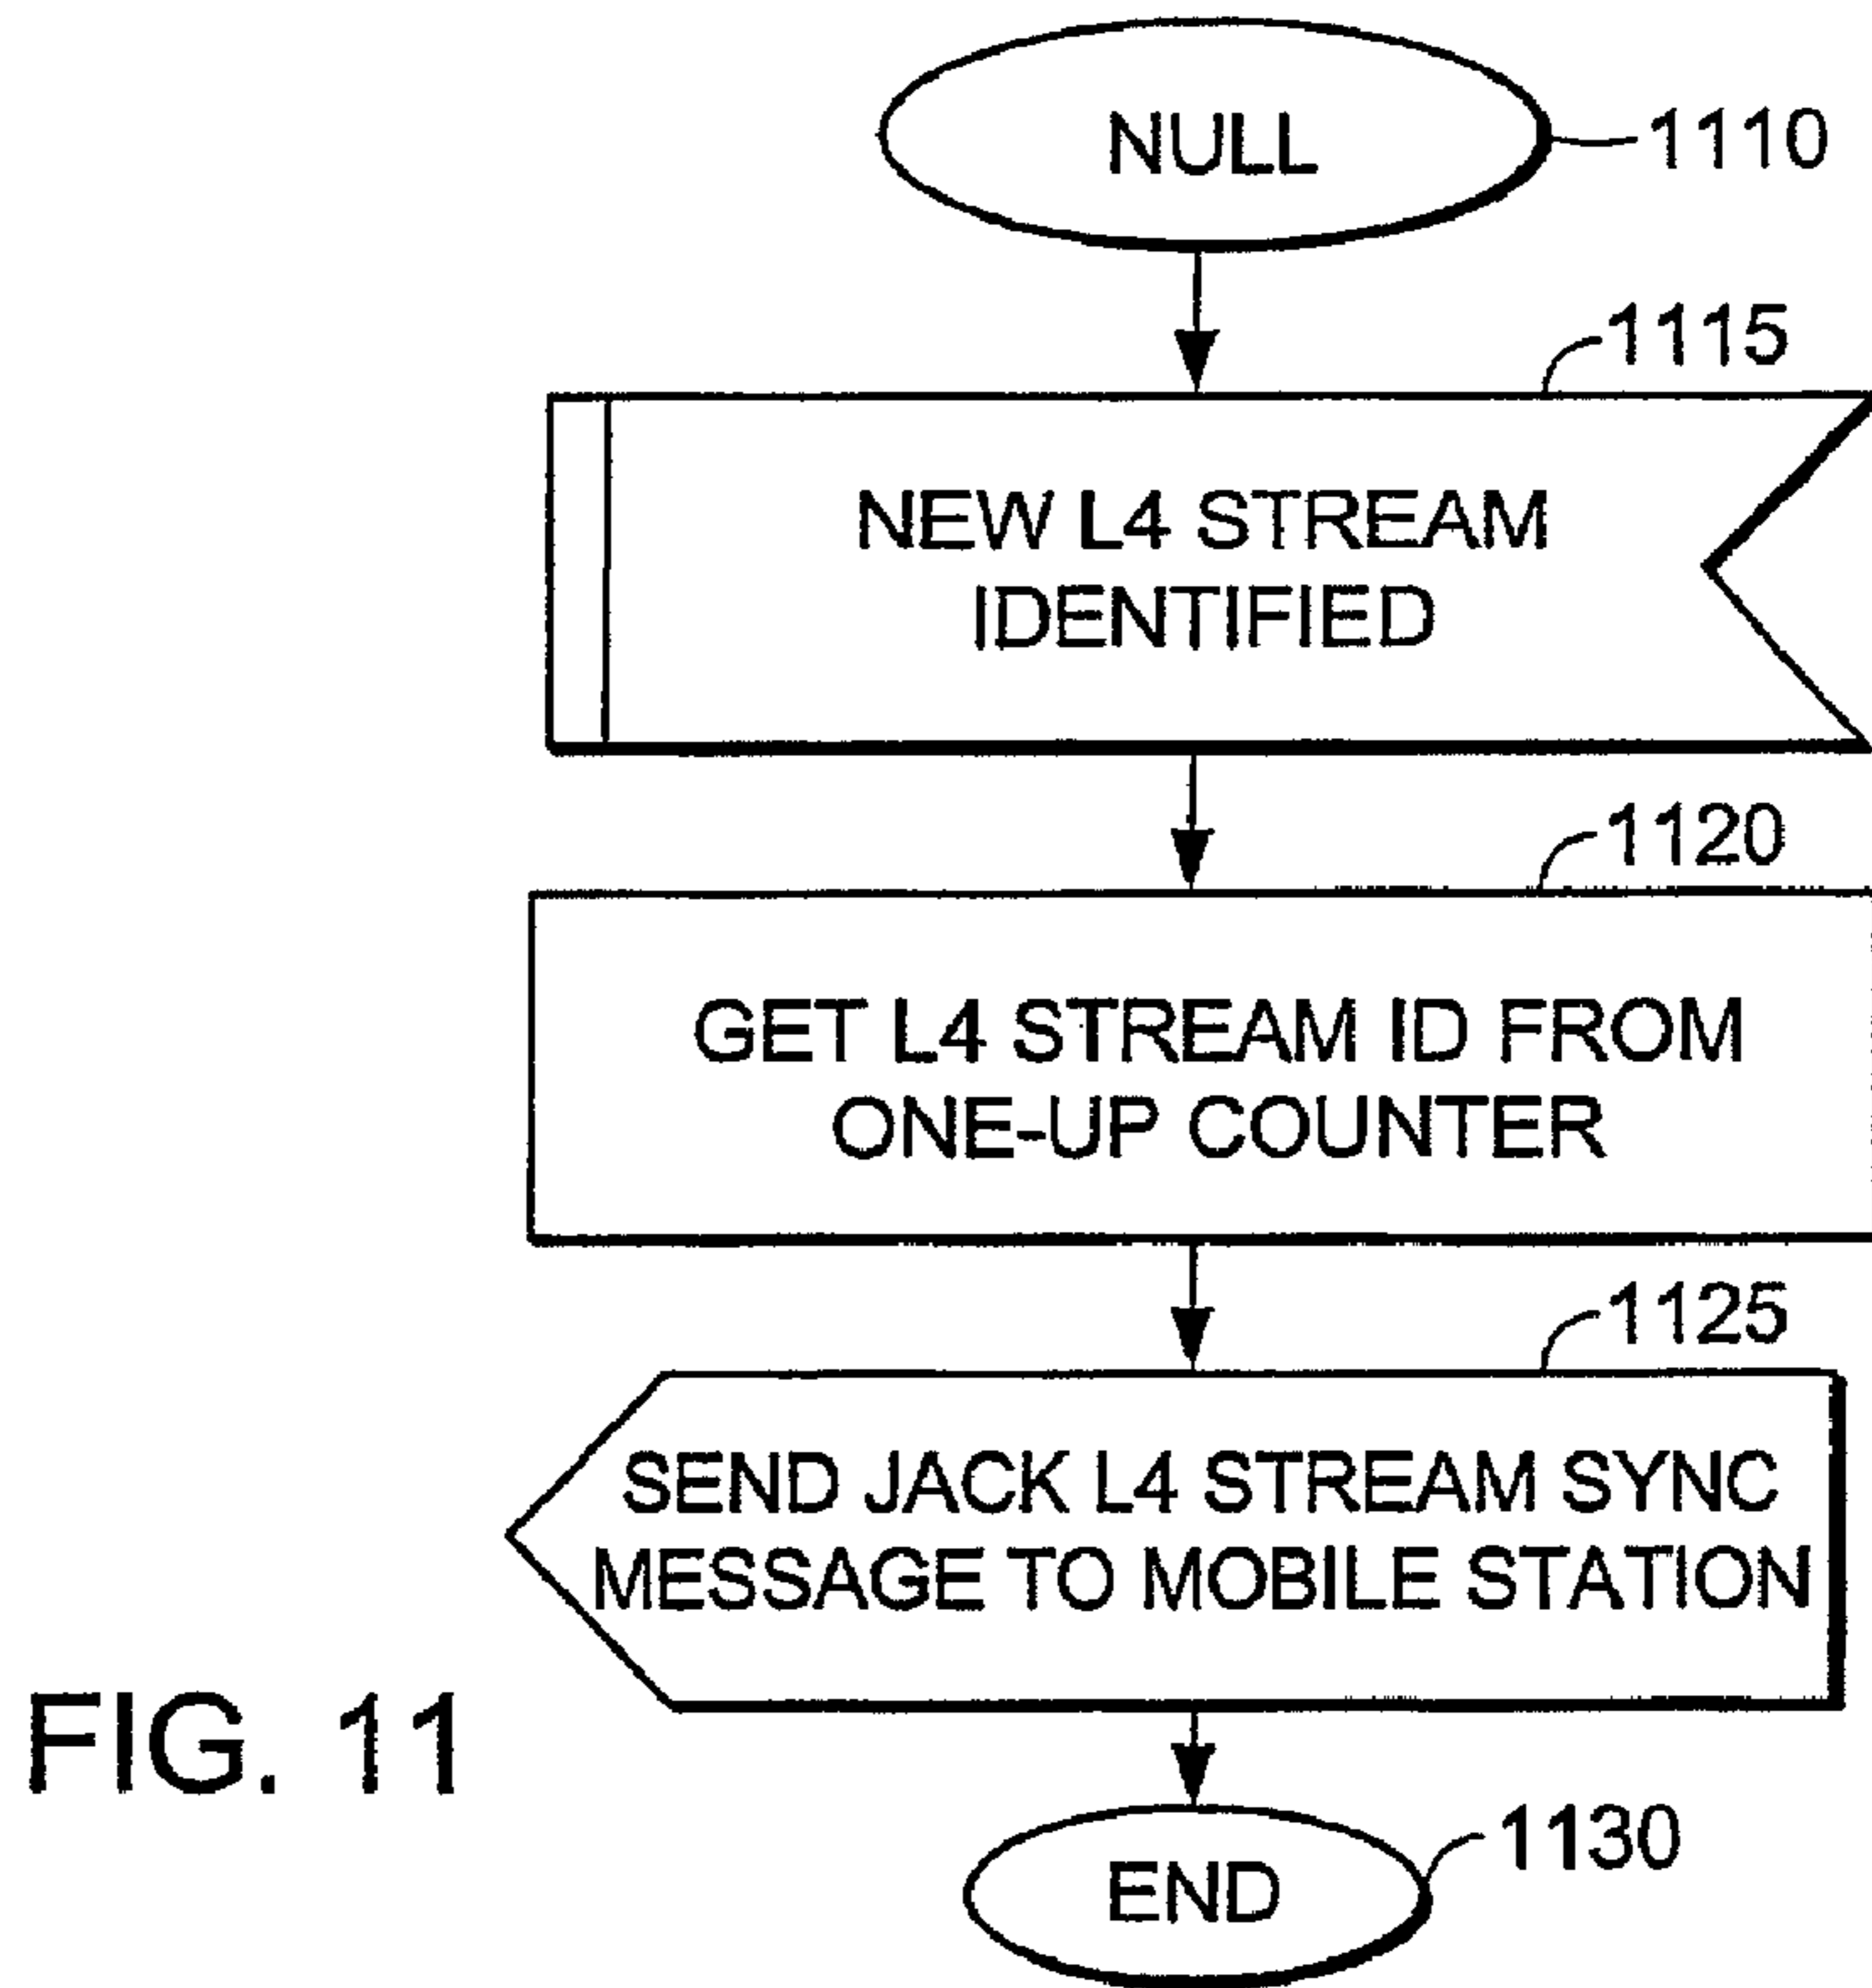 NULL
1110
1115
NEW L4 STREAM
IDENTIFIED
1120
GET L4 STREAM ID FROM
ONE-UP COUNTER
1125
SEND JACK L4 STREAM SYNC
MESSAGE TO MOBILE STATION
FIG. 11
1130
END